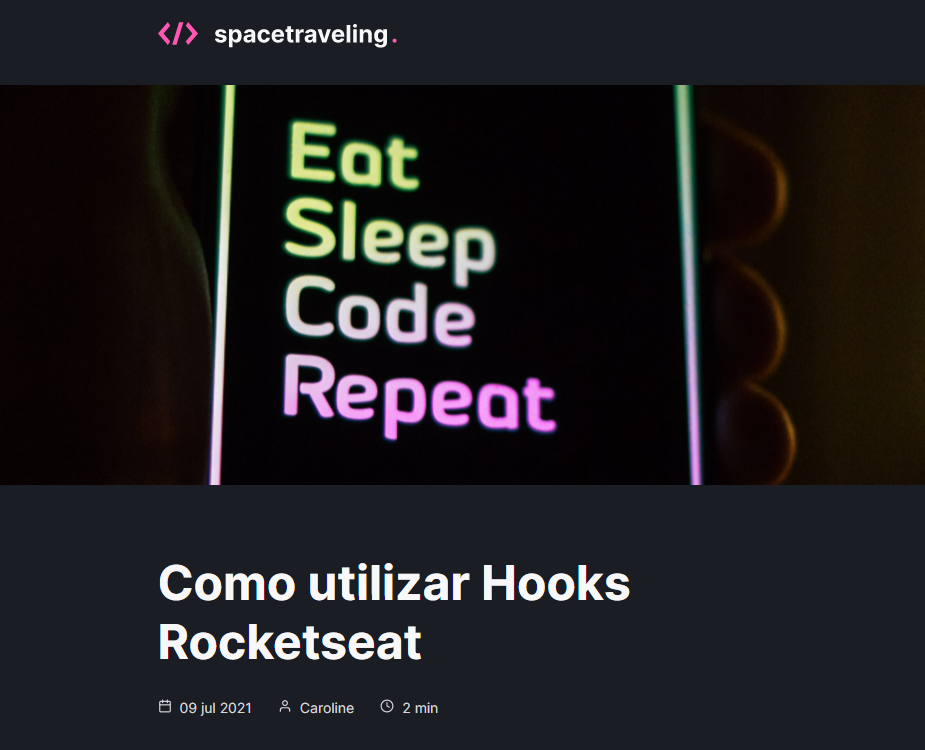 </> spacetraveling.
Eat
Sleep
Code
Repeat
Como utilizar Hooks
Rocketseat
09 jul 2021 Caroline 2 min